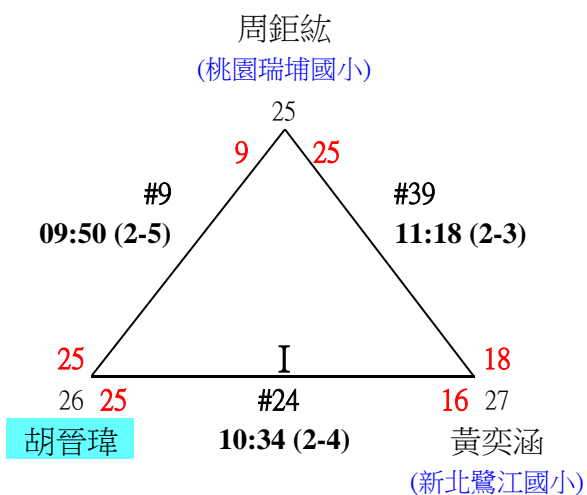 周鉅紘
(桃園瑞埔國小)
25
9 25
#9 #39
09:50 (2-5) 11:18 (2-3)
25 I 18
26 25 #24 16 27
胡晉瑋 10:34 (2-4) 黃奕涵
(新北鷺江國小)